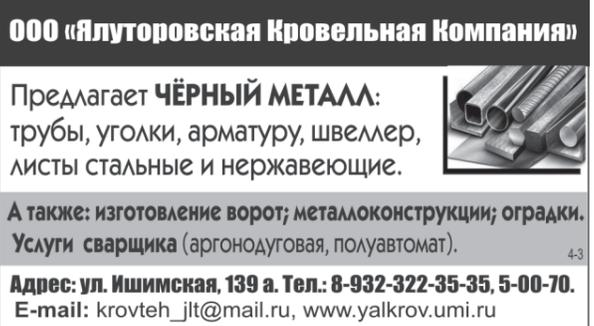 ООО «Ялуторовская Кровельная Компания»
Предлагает ЧЁРНЫЙ МЕТАЛЛ:
трубы, уголки, арматуру, швеллер,
листы стальные и нержавеющие.
А также: изготовление ворот; металлоконструкции; оградки.
Услуги сварщика (аргонодуговая, полуавтомат).
4-3
Адрес: ул. Ишимская, 139 а. Тел.: 8-932-322-35-35, 5-00-70.
E-mail: krovteh_jlt@mail.ru, www.yalkrov.umi.ru